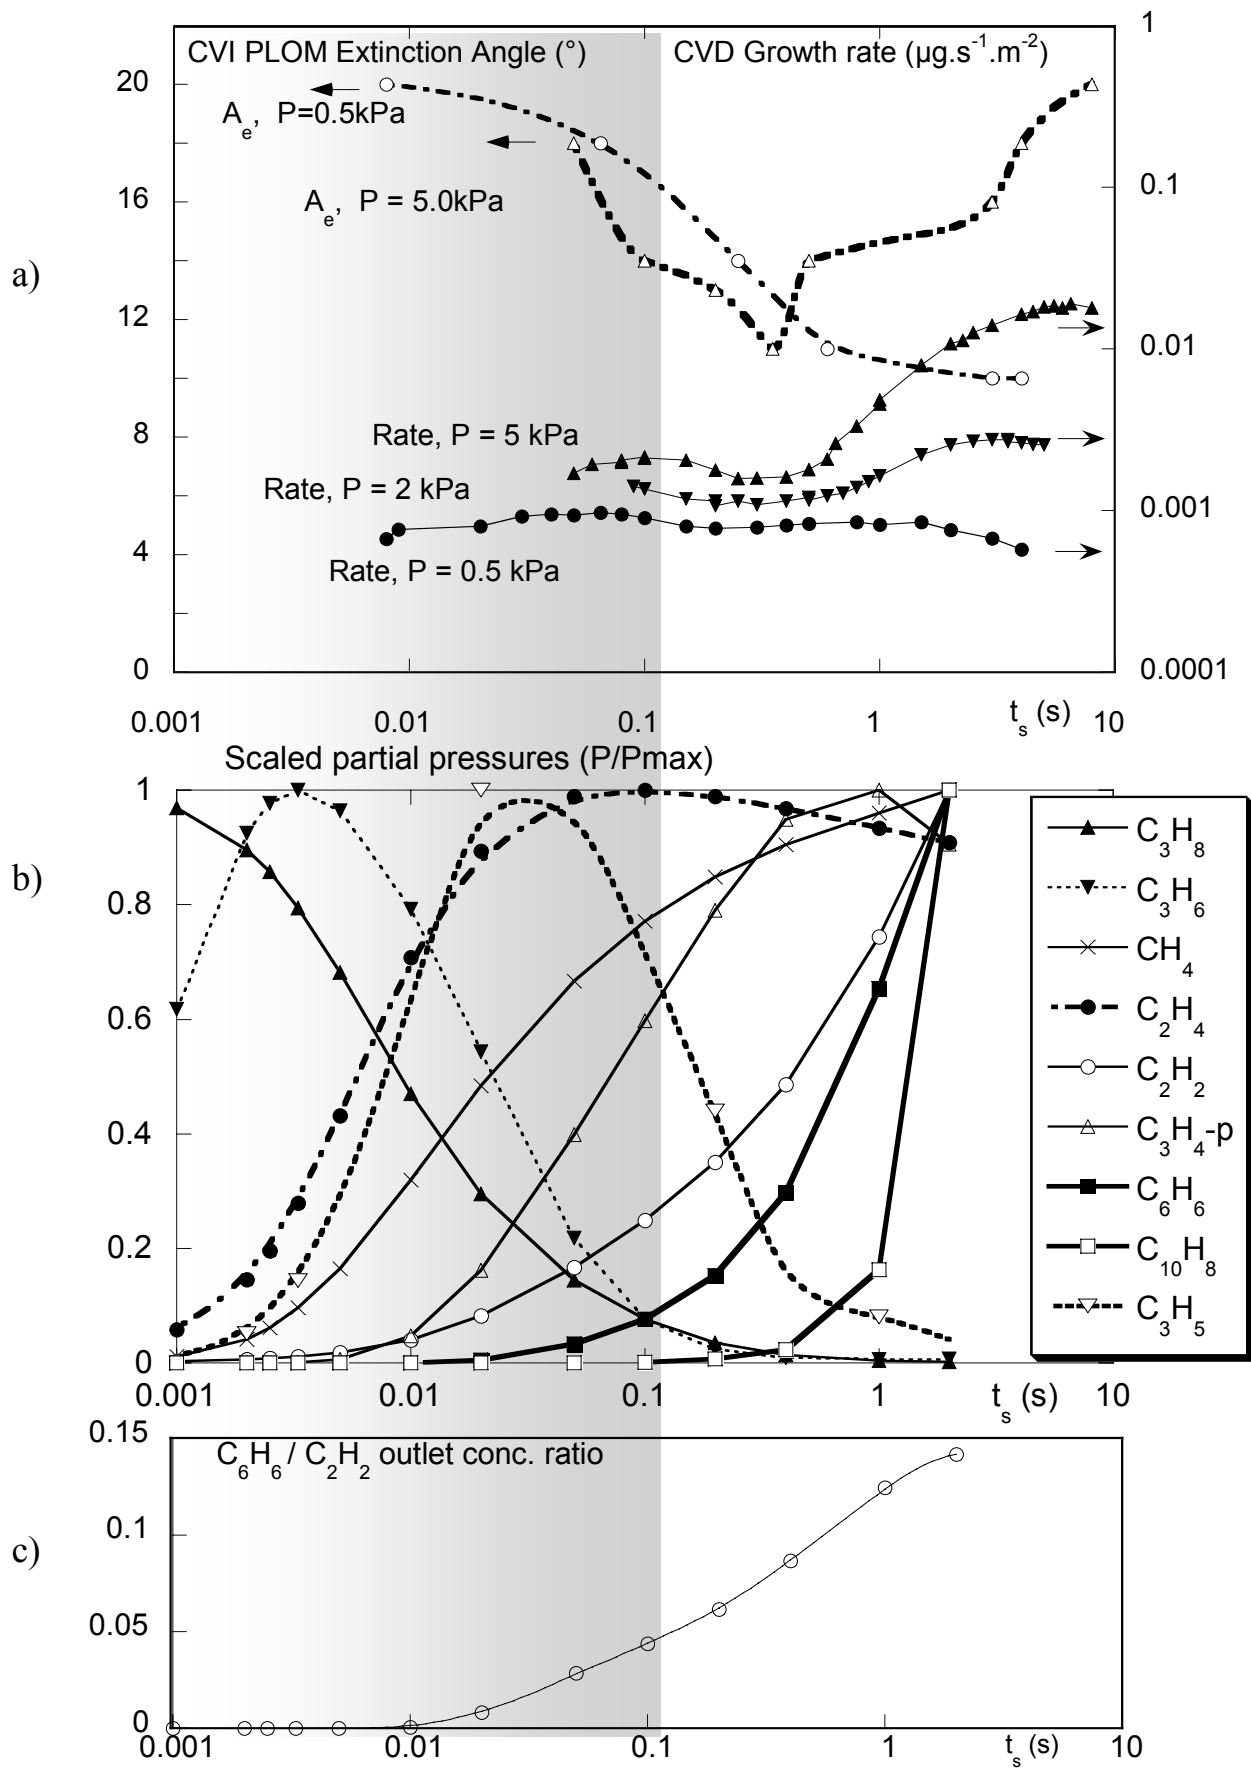 CVI PLOM Extinction Angle (°) CVD Growth rate (µg.s⁻¹.m⁻²) 1
20
Aₑ, P=0.5kPa
0.1
16
Aₑ, P = 5.0kPa
a)
12
0.01
8
Rate, P = 5 kPa
Rate, P = 2 kPa
0.001
4
Rate, P = 0.5 kPa
0 0.0001
0.001 0.01 0.1 1 tₛ (s) 10
Scaled partial pressures (P/Pmax)
1
C₃H₈
b)
C₃H₆
0.8
CH₄
0.6
C₂H₄
C₂H₂
0.4
C₃H₄-p
C₆H₆
0.2
C₁₀H₈
C₃H₅
0
0.001 0.01 0.1 1 tₛ (s) 10
0.15
C₆H₆ / C₂H₂ outlet conc. ratio
0.1
c)
0.05
0
0.001 0.01 0.1 1 tₛ (s) 10